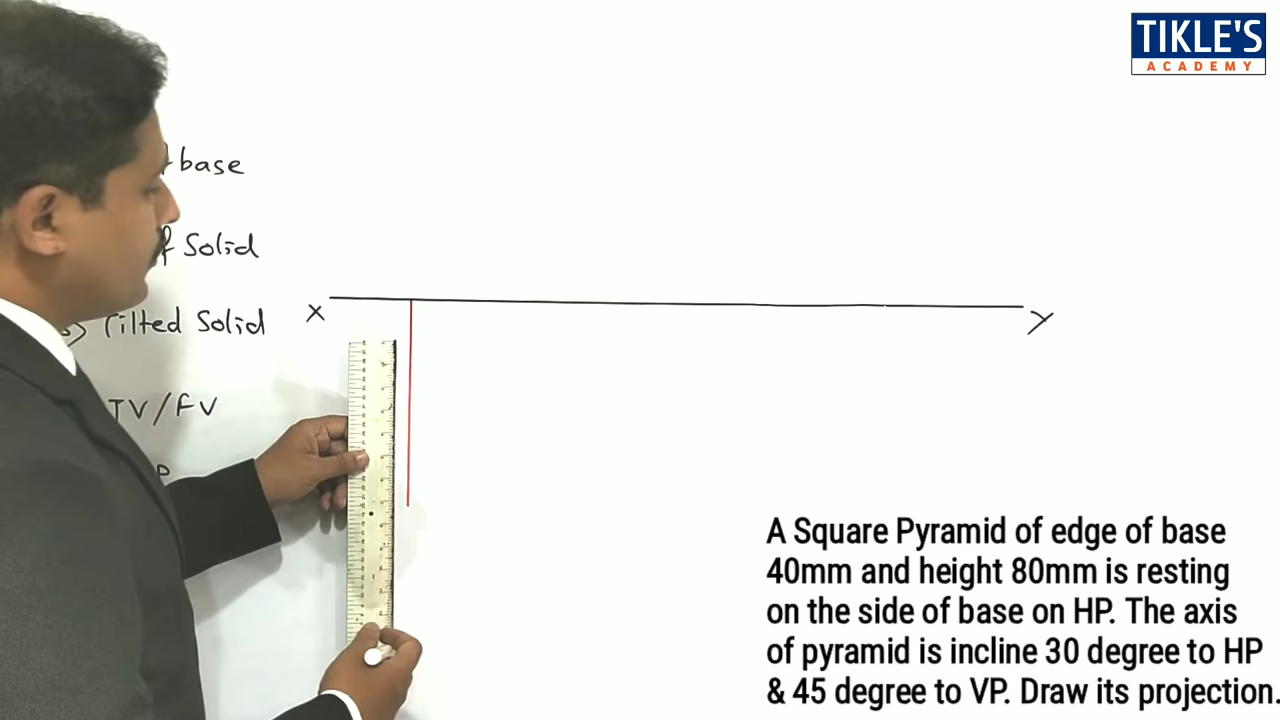 TIKLE'S
ACADEMY
base
of Solid
Tilted Solid
X
Y
TV/FV
A Square Pyramid of edge of base
40mm and height 80mm is resting
on the side of base on HP. The axis
of pyramid is incline 30 degree to HP
& 45 degree to VP. Draw its projection.